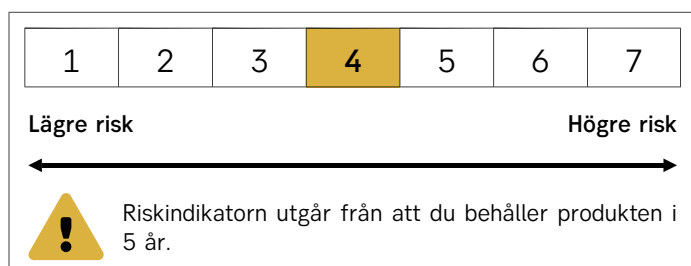 1 2 3 4 5 6 7
Lägre risk Högre risk
Riskindikatorn utgår från att du behåller produkten i
5 år.